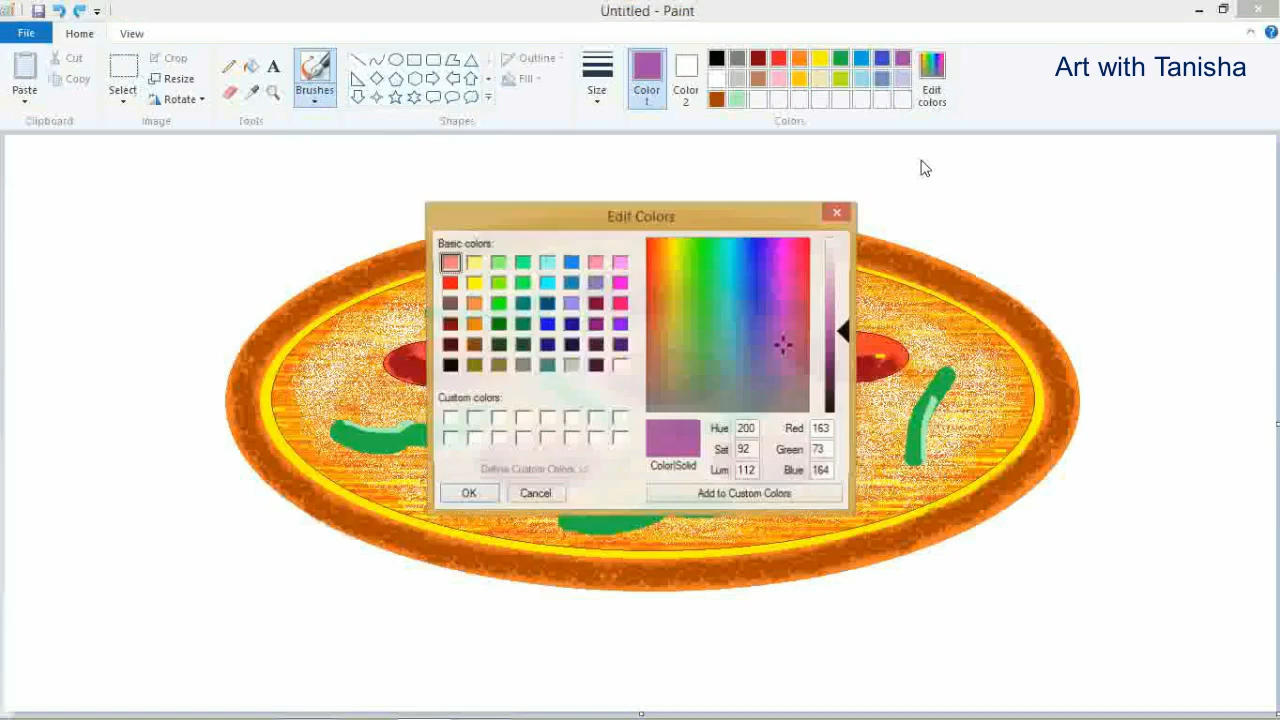 Untitled - Paint
File Home View
Art with Tanisha
Paste
Cut
Copy
Clipboard
Select
Crop
Resize
Rotate
Image
A
Tools
Brushes
Outline
Fill
Shapes
Size
Color 1
Color 2
Edit colors
Colors
Edit Colors
Basic colors:
Custom colors:
Define Custom Colors >>
OK Cancel
Color|Solid
Hue 200 Red 163
Sat 92 Green 73
Lum 112 Blue 164
Add to Custom Colors